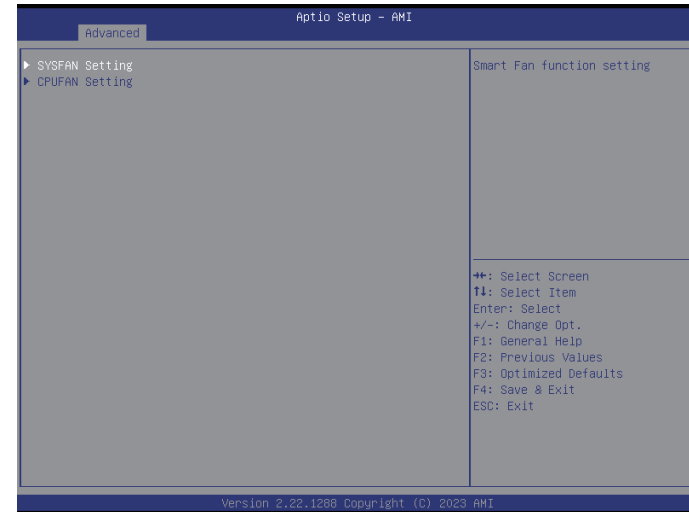 Aptio Setup – AMI
Advanced
▶ SYSFAN Setting
▶ CPUFAN Setting
Smart Fan function setting
→←: Select Screen
↑↓: Select Item
Enter: Select
+/-: Change Opt.
F1: General Help
F2: Previous Values
F3: Optimized Defaults
F4: Save & Exit
ESC: Exit
Version 2.22.1288 Copyright (C) 2023 AMI